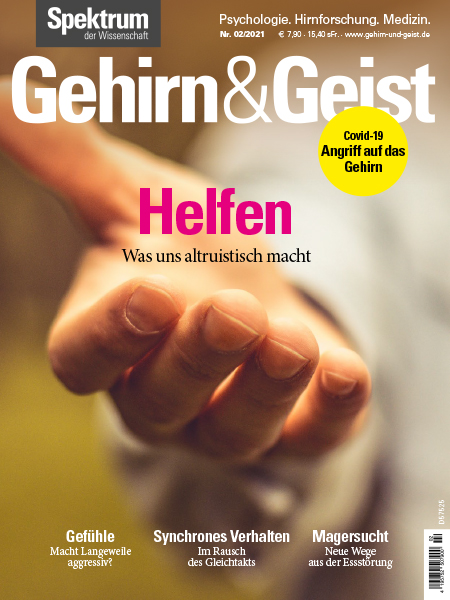 Spektrum
der Wissenschaft
Psychologie. Hirnforschung. Medizin.
Nr. 02/2021 € 7,90 · 15,40 sFr. · www.gehirn-und-geist.de
Gehirn&Geist
Covid-19
Angriff auf das
Gehirn
Helfen
Was uns altruistisch macht
Gefühle
Macht Langeweile
aggressiv?
Synchrones Verhalten
Im Rausch
des Gleichtakts
Magersucht
Neue Wege
aus der Essstörung